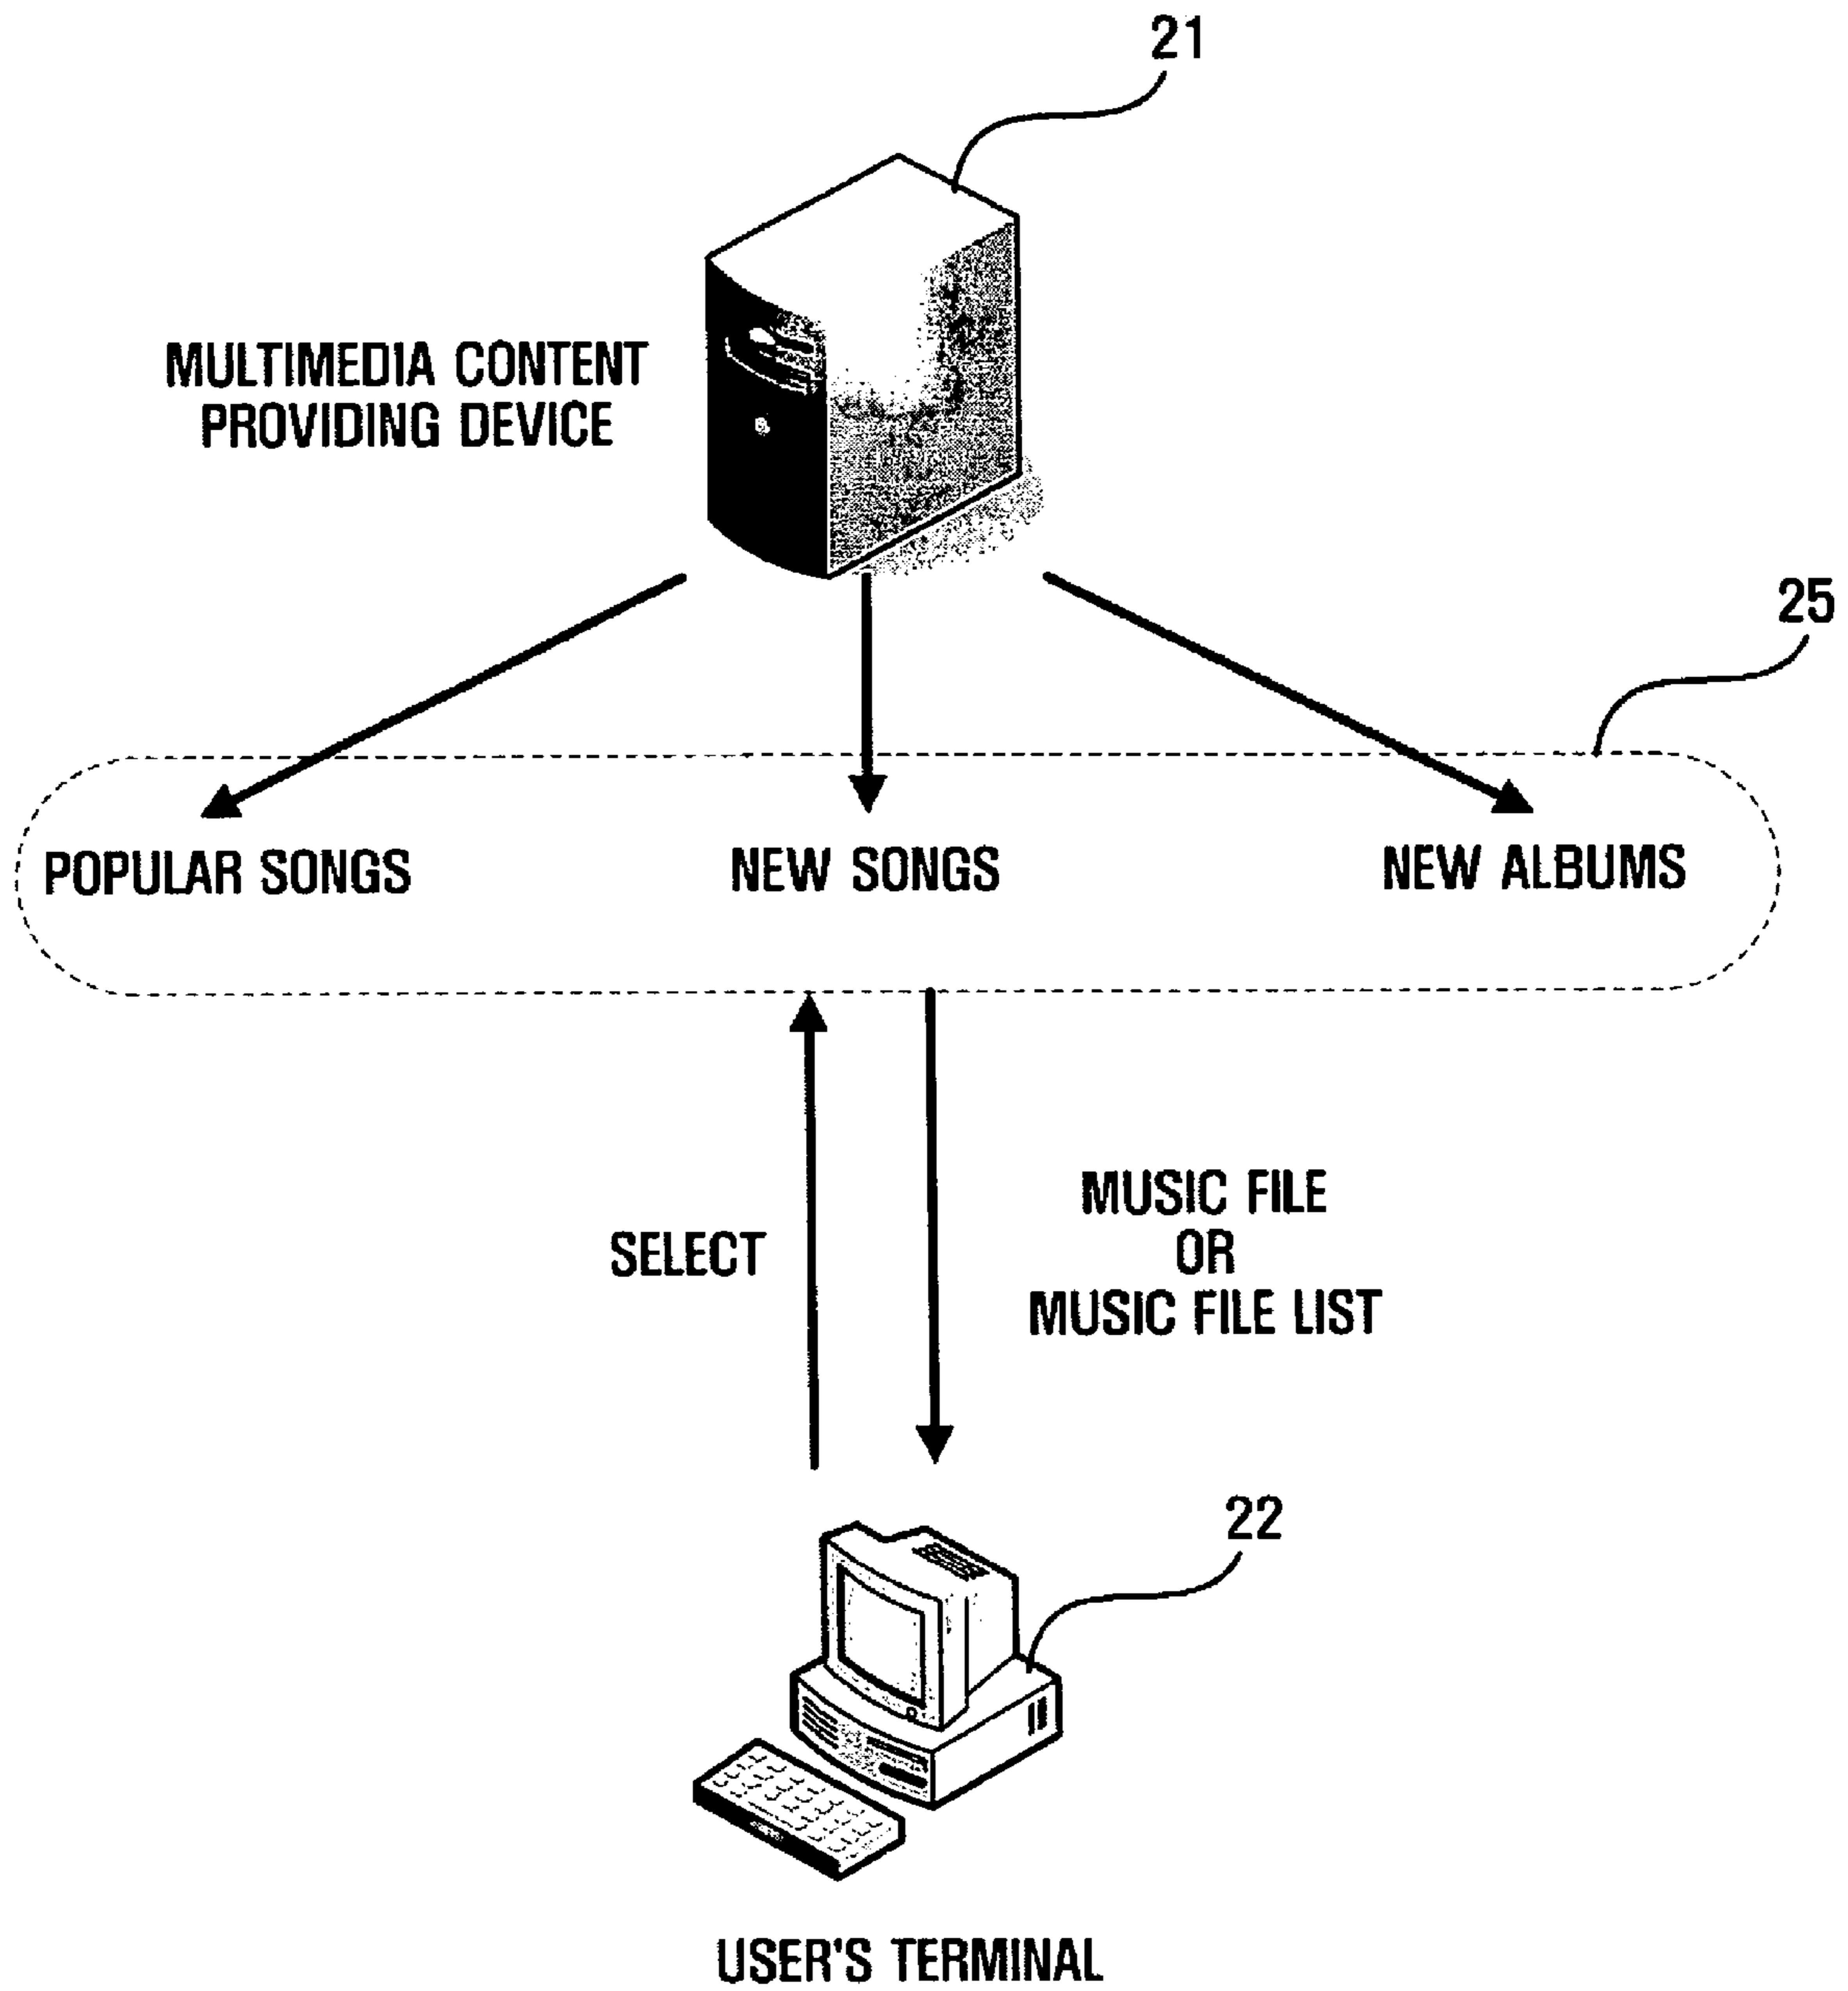 21
MULTIMEDIA CONTENT
PROVIDING DEVICE
25
POPULAR SONGS
NEW SONGS
NEW ALBUMS
SELECT
MUSIC FILE
OR
MUSIC FILE LIST
22
USER'S TERMINAL